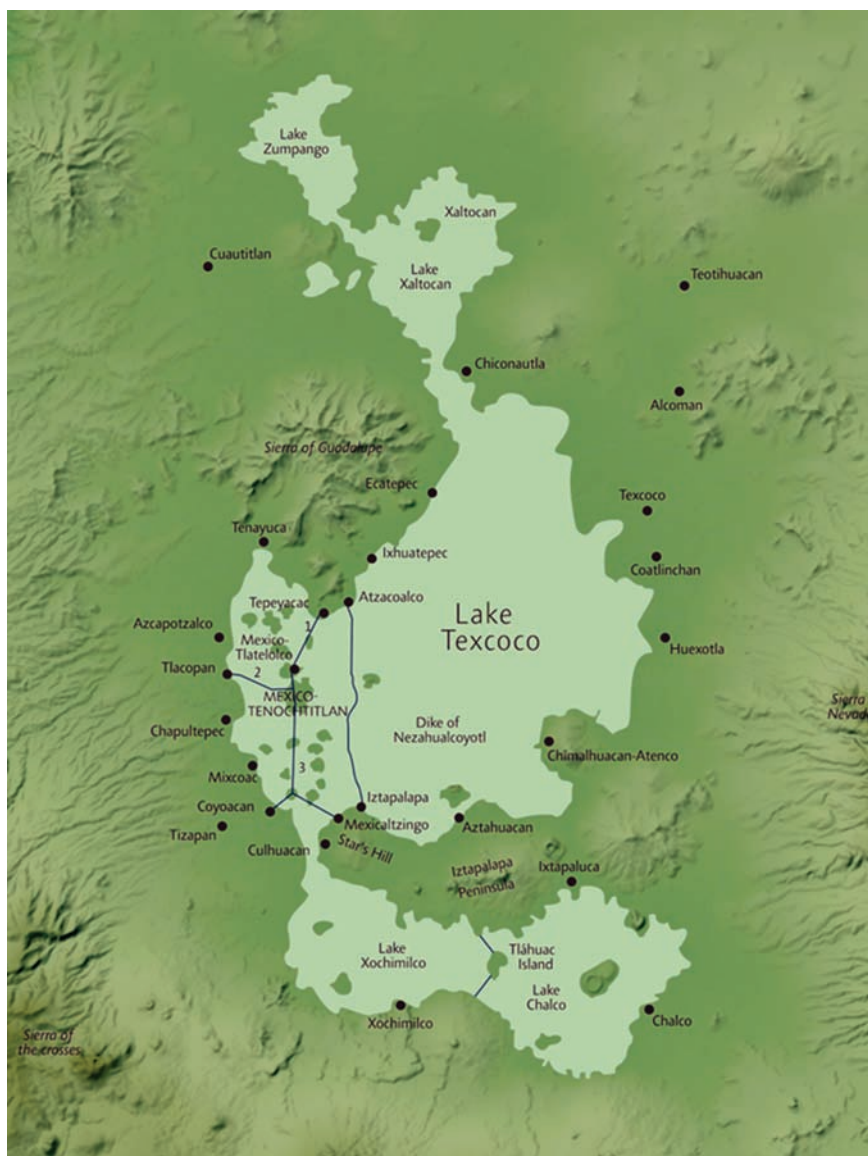 Lake
Zumpango
Xaltocan
Cuautitlan
Lake
Xaltocan
Teotihuacan
Chiconautla
Alcoman
Sierra of Guadalupe
Ecatepec
Texcoco
Tenayuca
Ixhuatepec
Coatlinchan
Tepeyacac
Atzacoalco
Lake
Texcoco
1
Azcapotzalco
Mexico-
Tlatelolco
Huexotla
Tlacopan
2
MEXICO-
TENOCHTITLAN
Sierra
Nevada
Chapultepec
Dike of
Nezahualcoyotl
Chimalhuacan-Atenco
Mixcoac
3
Iztapalapa
Coyoacan
Mexicaltzingo
Aztahuacan
Tizapan
Culhuacan
Star's Hill
Iztapalapa
Peninsula
Ixtapaluca
Lake
Xochimilco
Tláhuac
Island
Lake
Chalco
Xochimilco
Chalco
Sierra of
the crosses